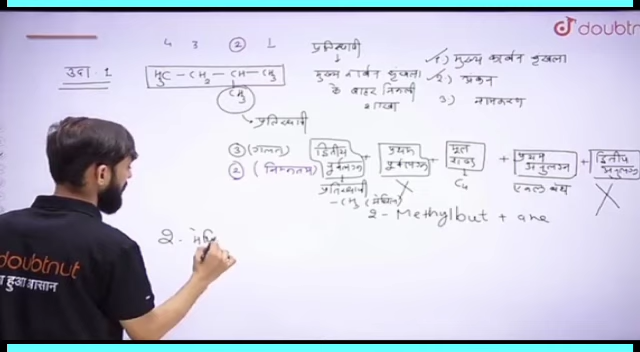 doubtnut
4 3 2 1
प्रतिस्थापी
उदा. 1
H₃C – CH₂ – CH – CH₃
CH₃
→ प्रतिस्थापी
मुख्य कार्बन श्रृंखला
के बाहर निकली
शाखा
1) मुख्य कार्बन श्रृंखला
2) अंकन
3) नामकरण
③ (गलत)
② (निम्नतम)
द्वितीय पूर्वलग्न + प्रथम पूर्वलग्न + मूल शब्द + प्रथम अनुलग्न + द्वितीय अनुलग्न
प्रतिस्थापी
–CH₃ (मेथिल)
X
C₄
एकल बंध
X
2 - Methylbut + ane
2 - मेथि
doubtnut
हुआ आसान